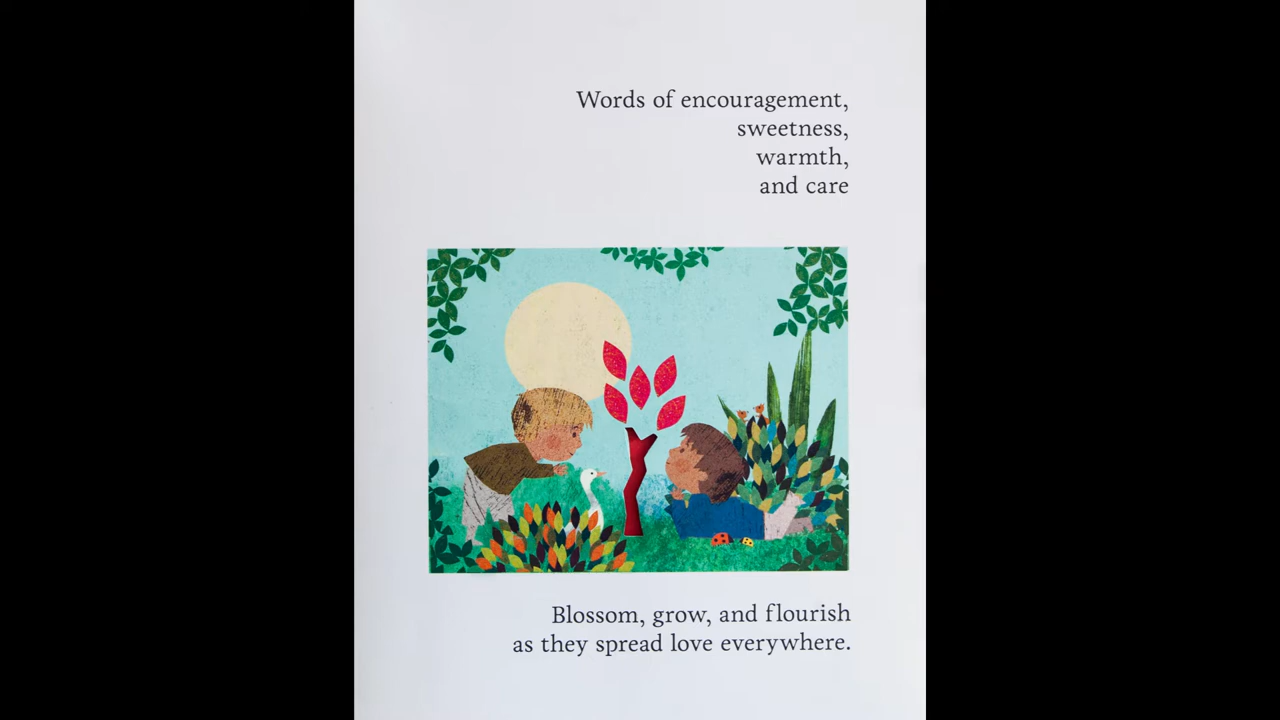 Words of encouragement,
sweetness,
warmth,
and care
Blossom, grow, and flourish
as they spread love everywhere.